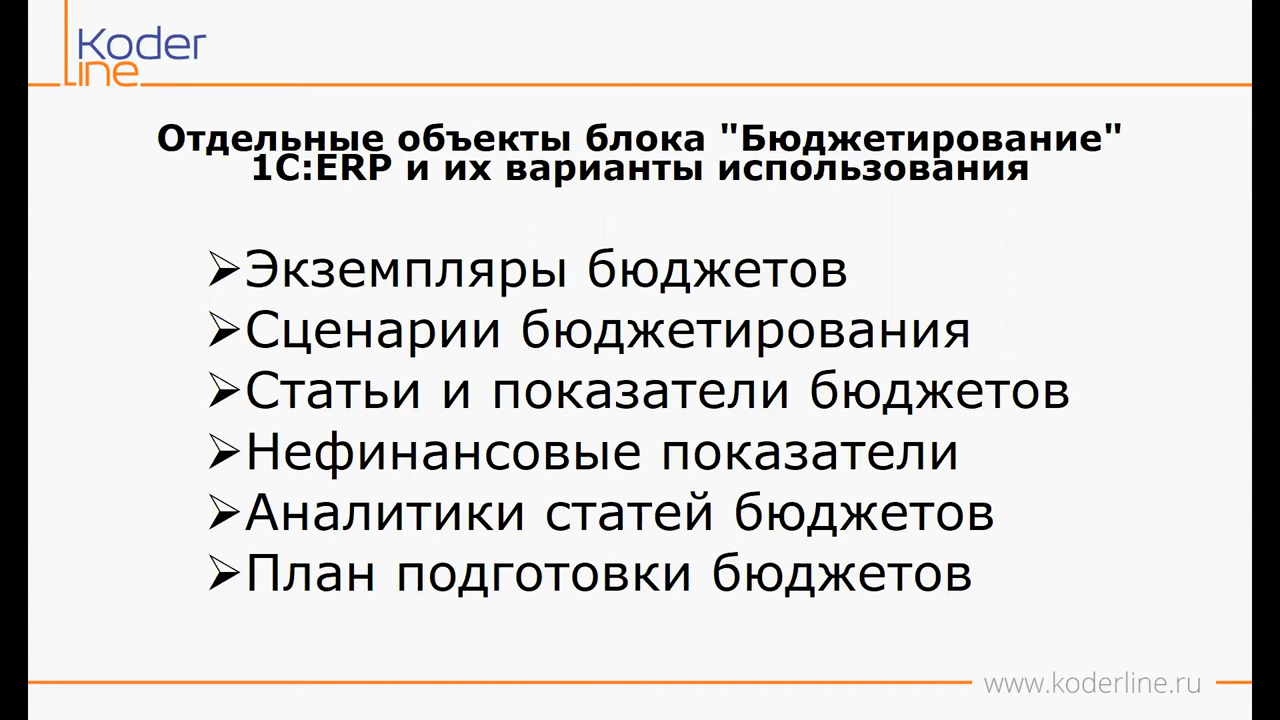 Koder
Line
Отдельные объекты блока "Бюджетирование"
1С:ERP и их варианты использования
Экземпляры бюджетов
Сценарии бюджетирования
Статьи и показатели бюджетов
Нефинансовые показатели
Аналитики статей бюджетов
План подготовки бюджетов
www.koderline.ru